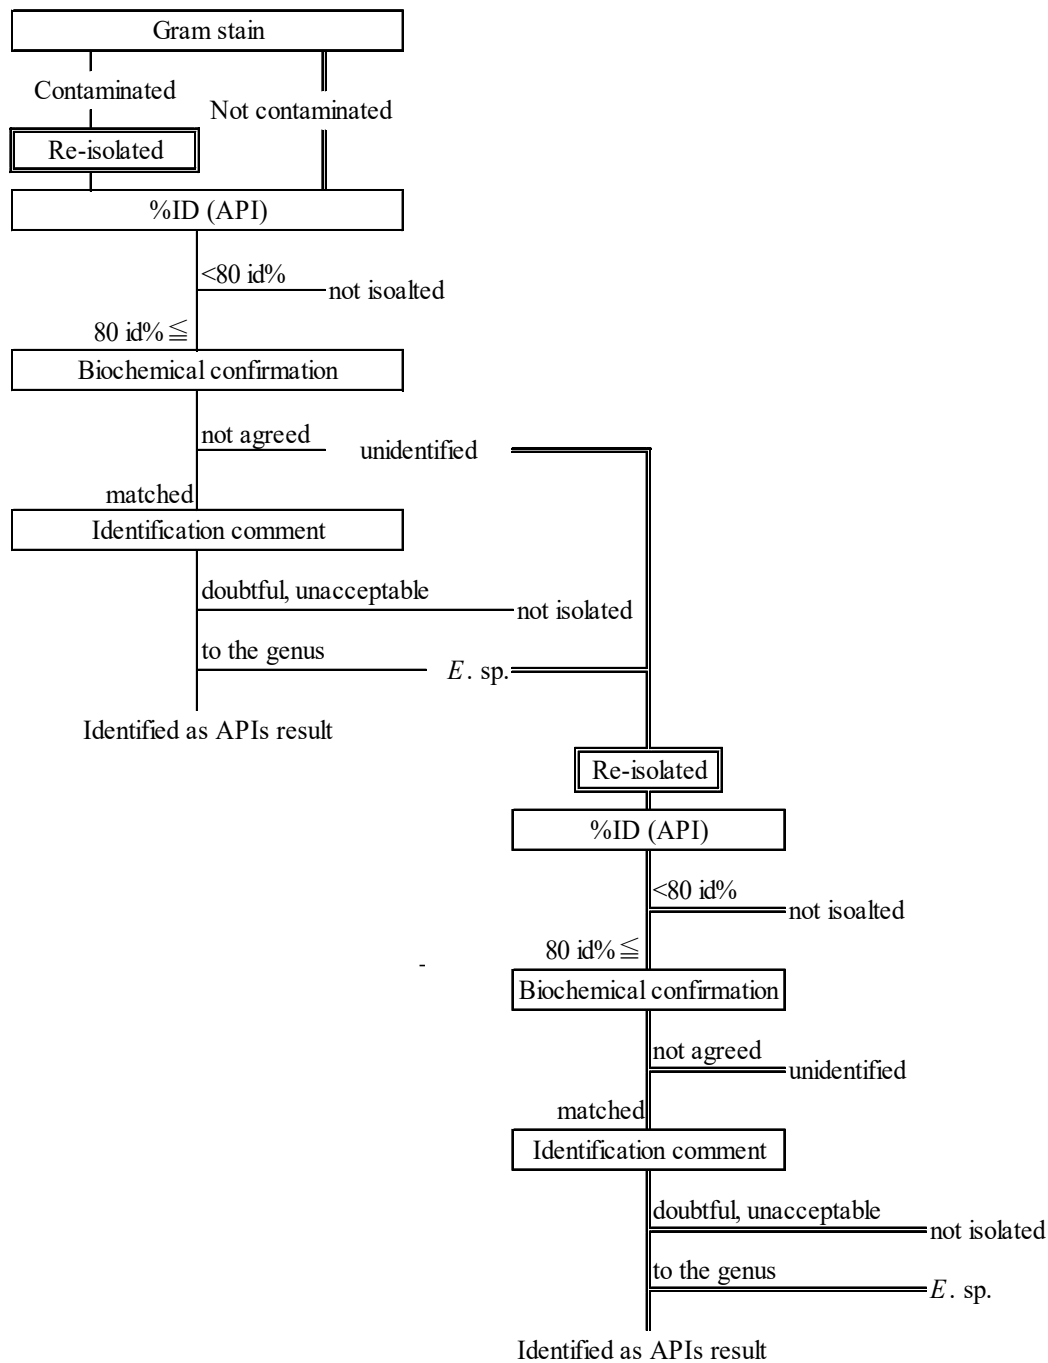 Gram stain
Contaminated
Not contaminated
Re-isolated
%ID (API)
<80 id%
not isoalted
80 id% ≦
Biochemical confirmation
not agreed
unidentified
matched
Identification comment
doubtful, unacceptable
not isolated
to the genus
E. sp.
Identified as APIs result
Re-isolated
%ID (API)
<80 id%
not isoalted
80 id% ≦
-
Biochemical confirmation
not agreed
unidentified
matched
Identification comment
doubtful, unacceptable
not isolated
to the genus
E. sp.
Identified as APIs result